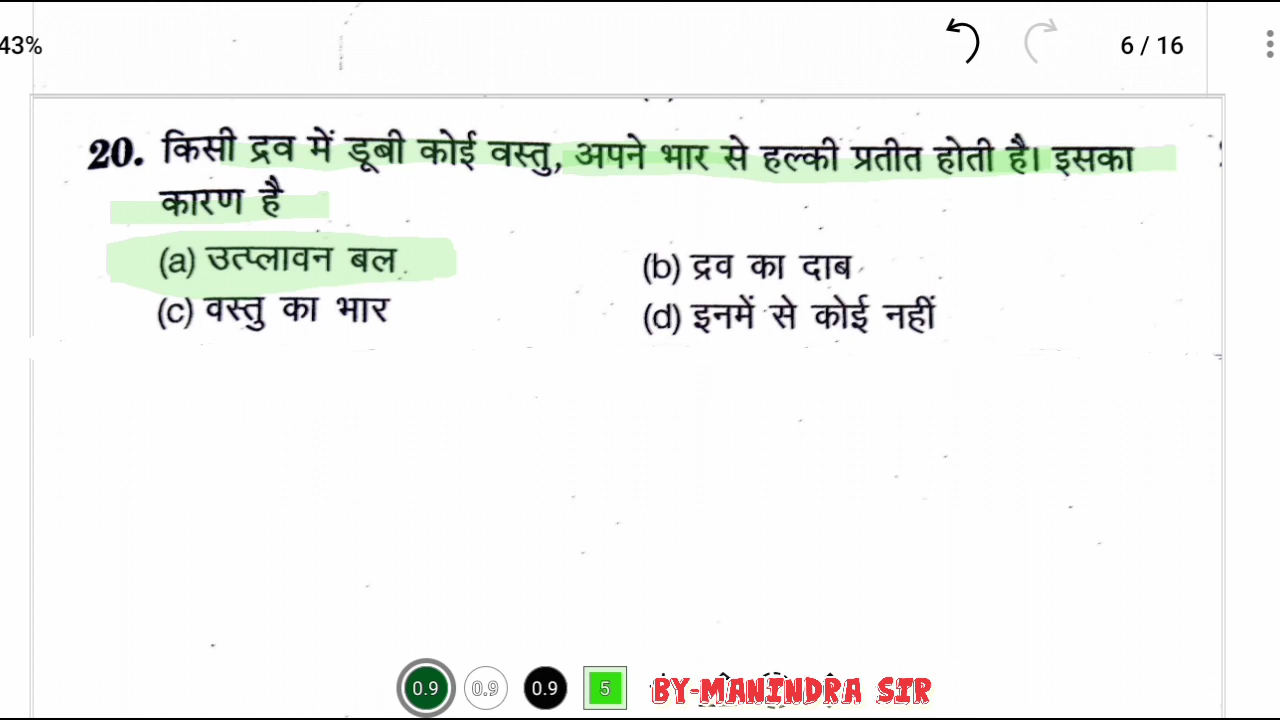 43%
6 / 16
20. किसी द्रव में डूबी कोई वस्तु, अपने भार से हल्की प्रतीत होती है। इसका
कारण है
(a) उत्प्लावन बल (b) द्रव का दाब
(c) वस्तु का भार (d) इनमें से कोई नहीं
0.9 0.9 0.9 5 BY-MANINDRA SIR